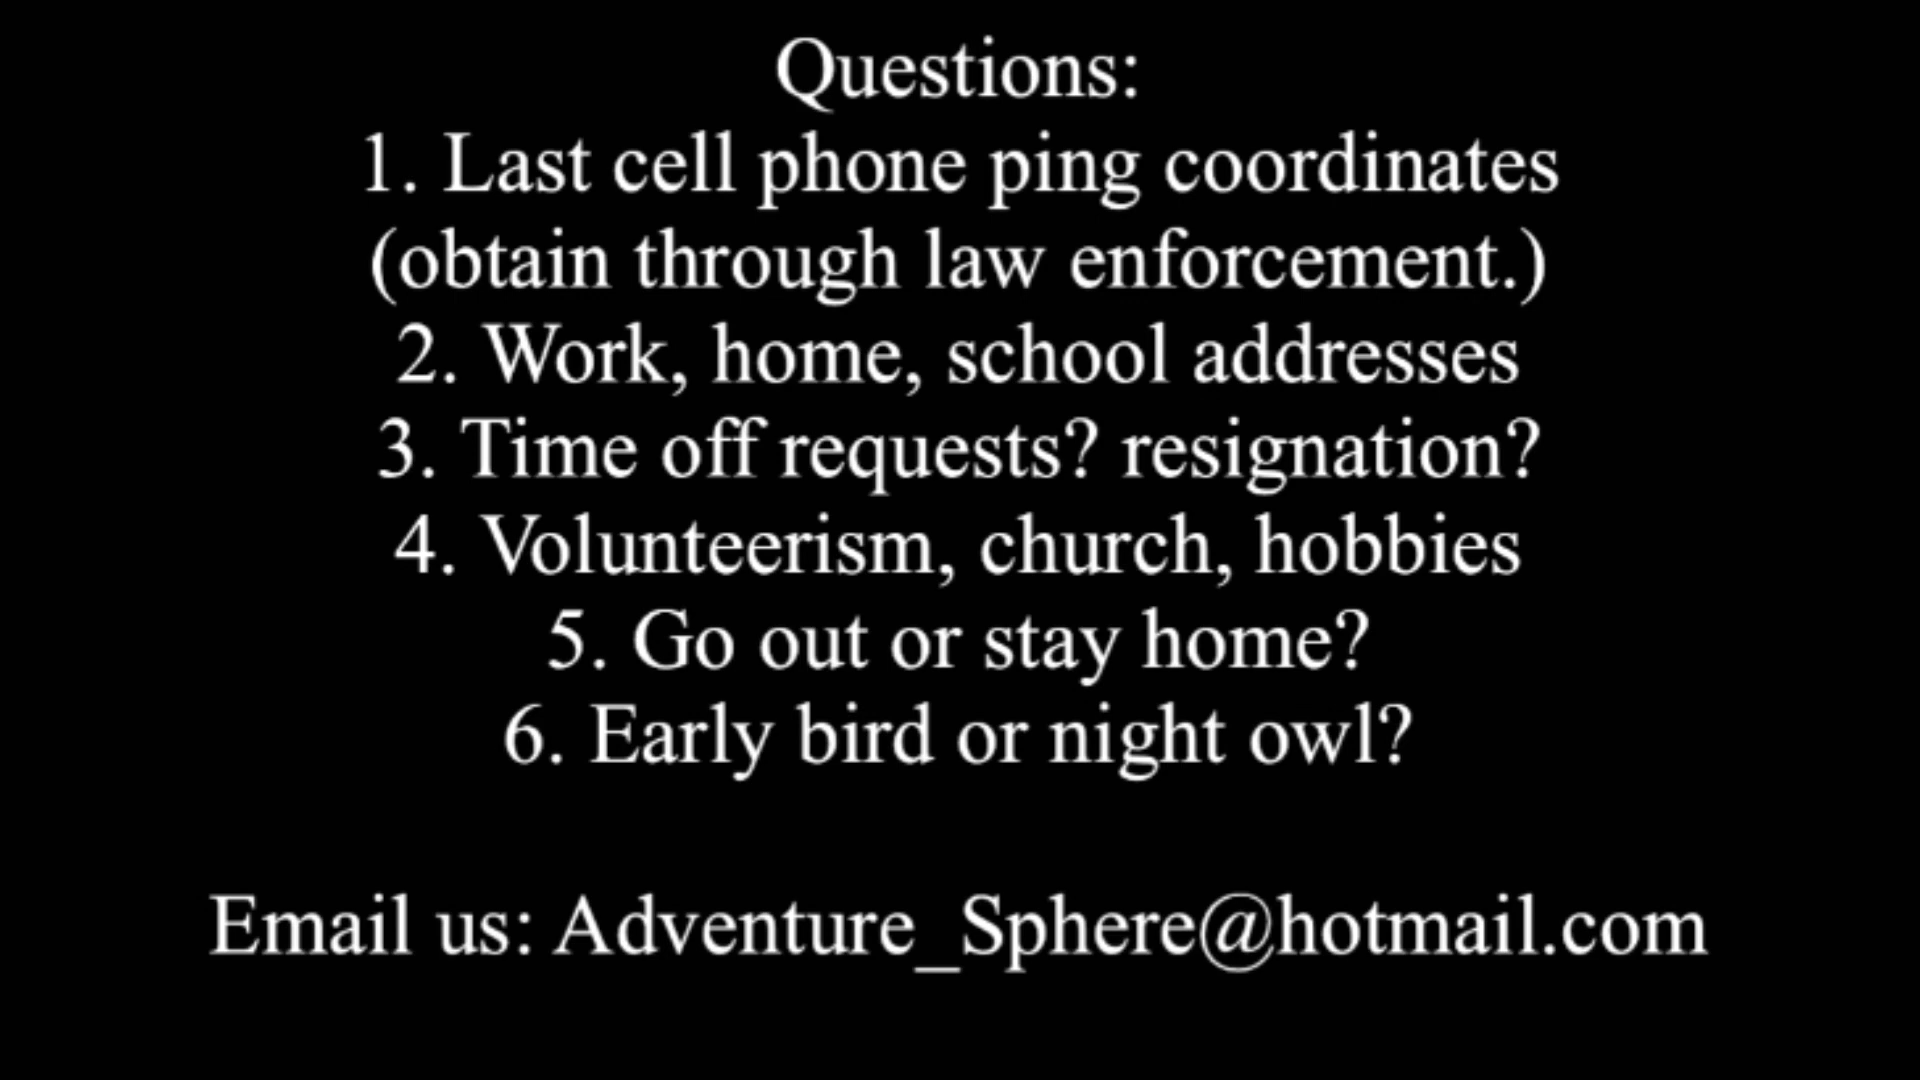 Questions:
1. Last cell phone ping coordinates
(obtain through law enforcement.)
2. Work, home, school addresses
3. Time off requests? resignation?
4. Volunteerism, church, hobbies
5. Go out or stay home?
6. Early bird or night owl?
Email us: Adventure_Sphere@hotmail.com